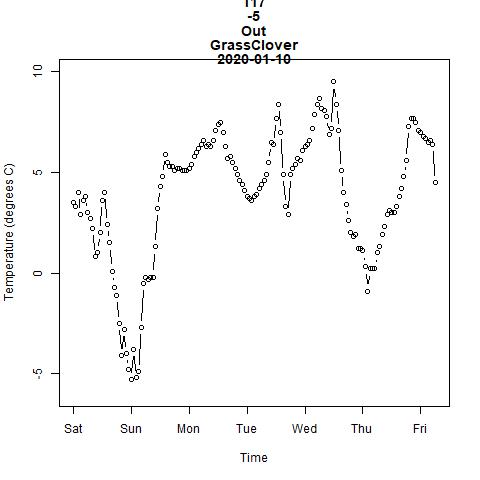 T17
-5
Out
GrassClover
2020-01-10
Temperature (degrees C)
10
5
0
-5
Sat Sun Mon Tue Wed Thu Fri
Time